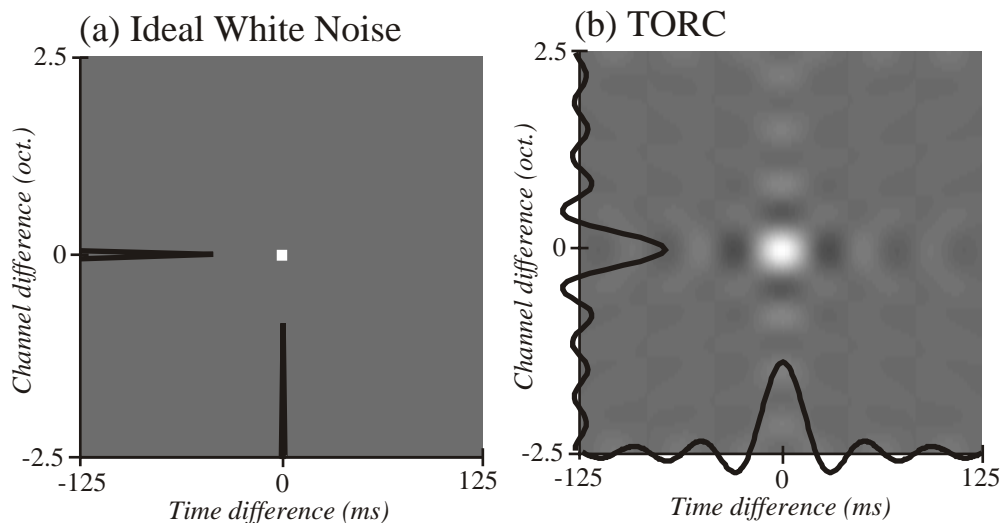 (a) Ideal White Noise
2.5
Channel difference (oct.)
0
-2.5
-125
0
125
Time difference (ms)
(b) TORC
2.5
Channel difference (oct.)
0
-2.5
-125
0
125
Time difference (ms)